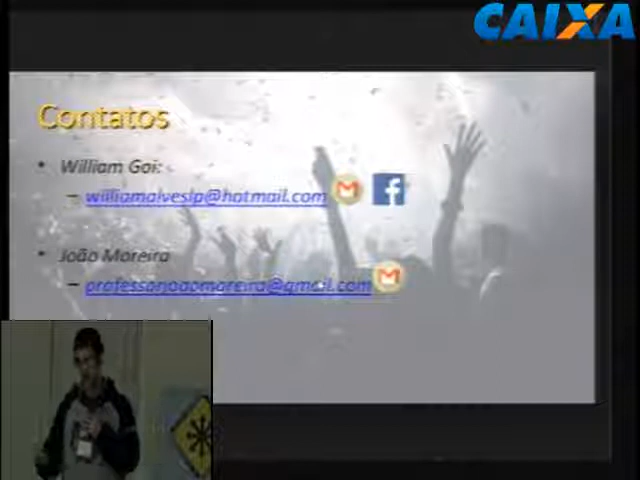 CAIXA
Contatos
• William Goi:
– williamalveslp@hotmail.com
• João Moreira
– professorjoaomoreira@gmail.com